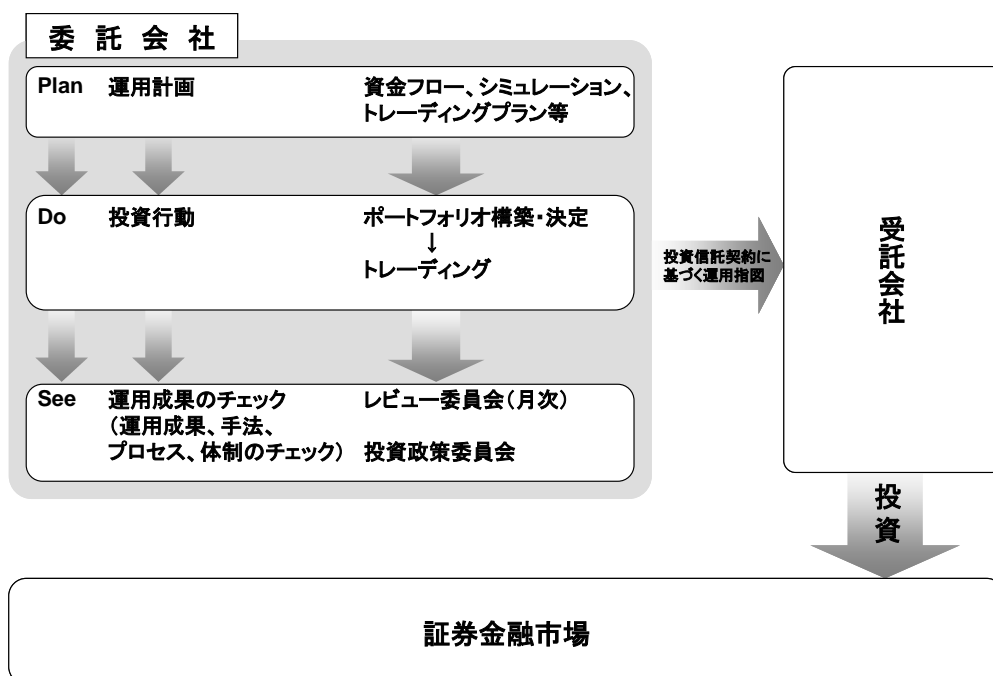 委託会社
Plan 運用計画 資金フロー、シミュレーション、
トレーディングプラン等
Do 投資行動 ポートフォリオ構築・決定
↓
トレーディング
投資信託契約に
基づく運用指図
受託会社
See 運用成果のチェック レビュー委員会（月次）
（運用成果、手法、
プロセス、体制のチェック） 投資政策委員会
投資
証券金融市場